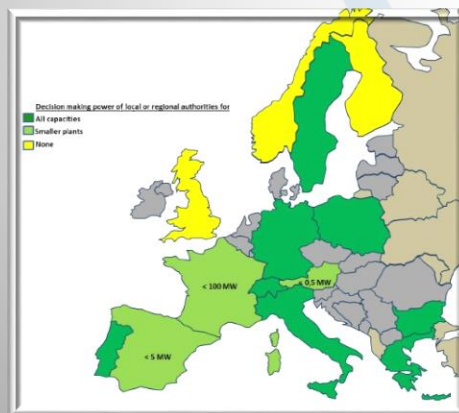 Decision making power of local or regional authorities for
All capacities
Smaller plants
None
< 100 MW
< 0,5 MW
< 5 MW